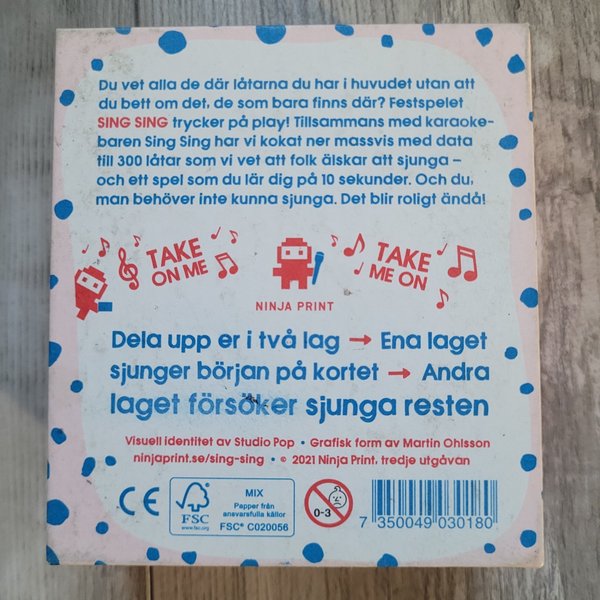 Du vet alla de där låtarna du har i huvudet utan att
du bett om det, de som bara finns där? Festspelet
SING SING trycker på play! Tillsammans med karaoke-
baren Sing Sing har vi kokat ner massvis med data
till 300 låtar som vi vet att folk älskar att sjunga –
och ett spel som du lär dig på 10 sekunder. Och du,
man behöver inte kunna sjunga. Det blir roligt ändå!
TAKE
ON ME
TAKE
ME ON
NINJA PRINT
Dela upp er i två lag → Ena laget
sjunger början på kortet → Andra
laget försöker sjunga resten
Visuell identitet av Studio Pop • Grafisk form av Martin Ohlsson
ninjaprint.se/sing-sing • © 2021 Ninja Print, tredje utgåvan
CE
FSC
www.fsc.org
MIX
Papper från
ansvarsfulla källor
FSC® C020056
0-3
7 350049 030180